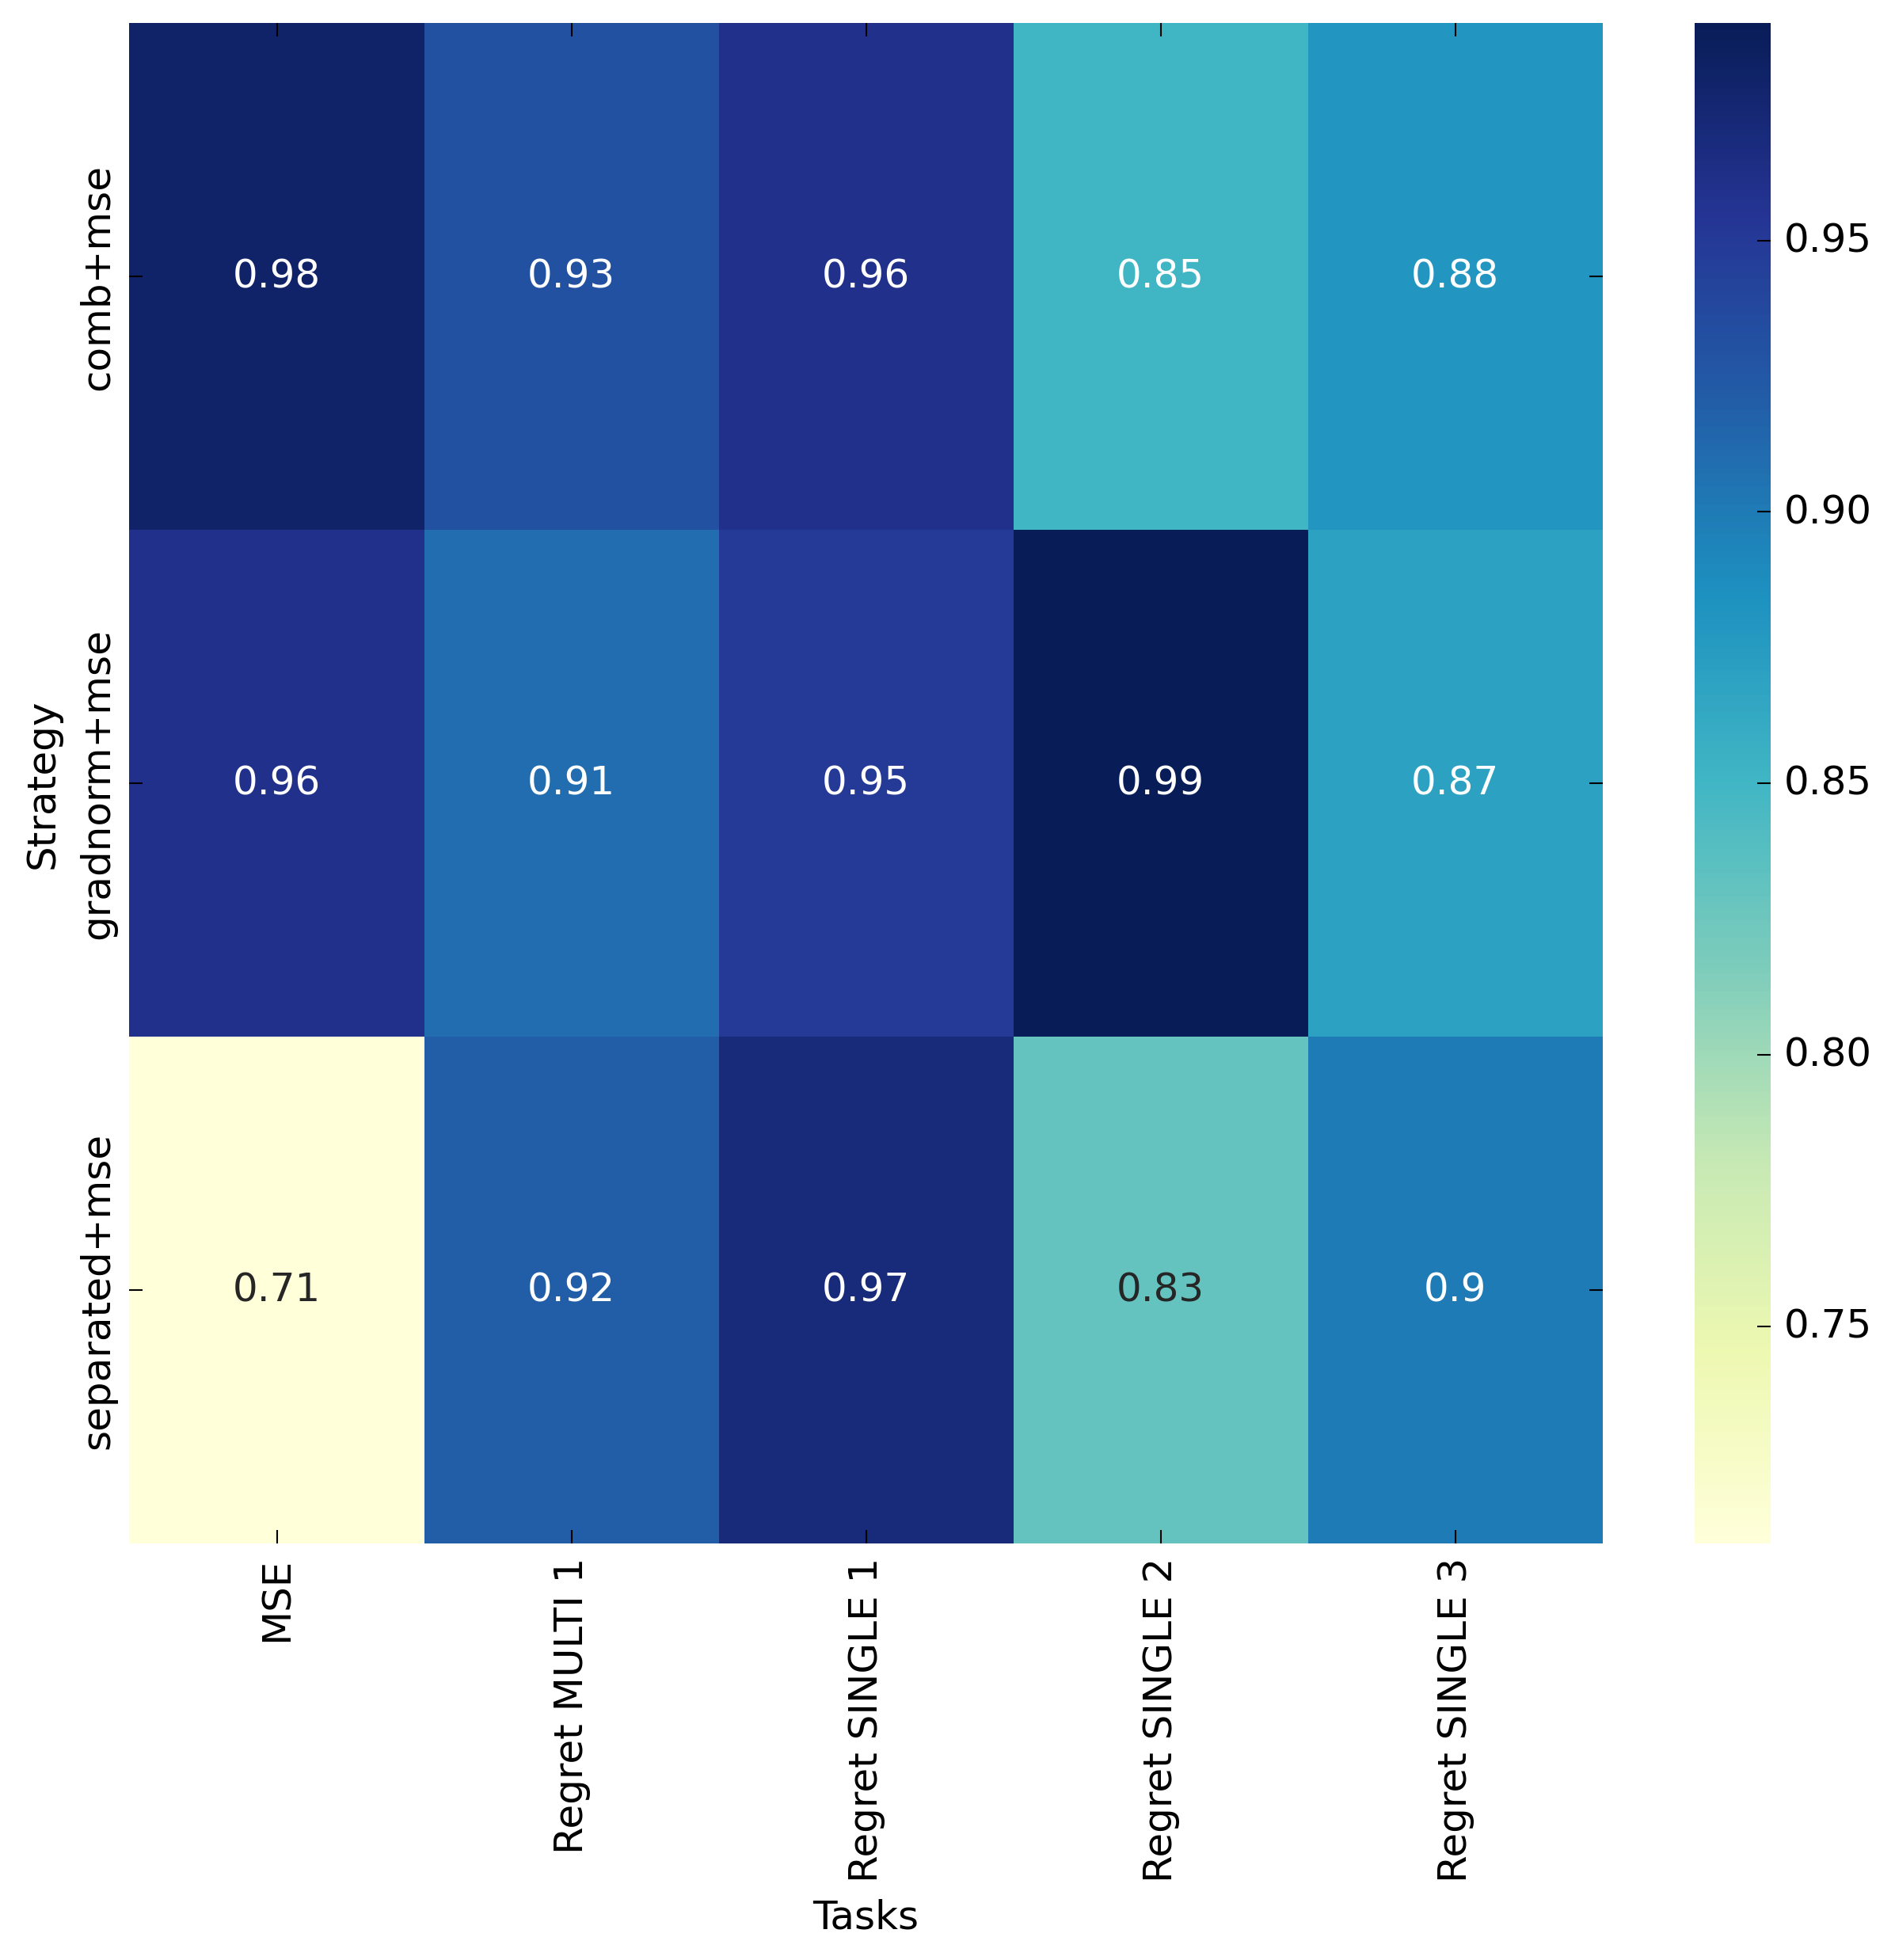 Strategy
comb+mse
0.98 0.93 0.96 0.85 0.88
gradnorm+mse
0.96 0.91 0.95 0.99 0.87
separated+mse
0.71 0.92 0.97 0.83 0.9
MSE
Regret MULTI 1
Regret SINGLE 1
Regret SINGLE 2
Regret SINGLE 3
Tasks
0.95
0.90
0.85
0.80
0.75